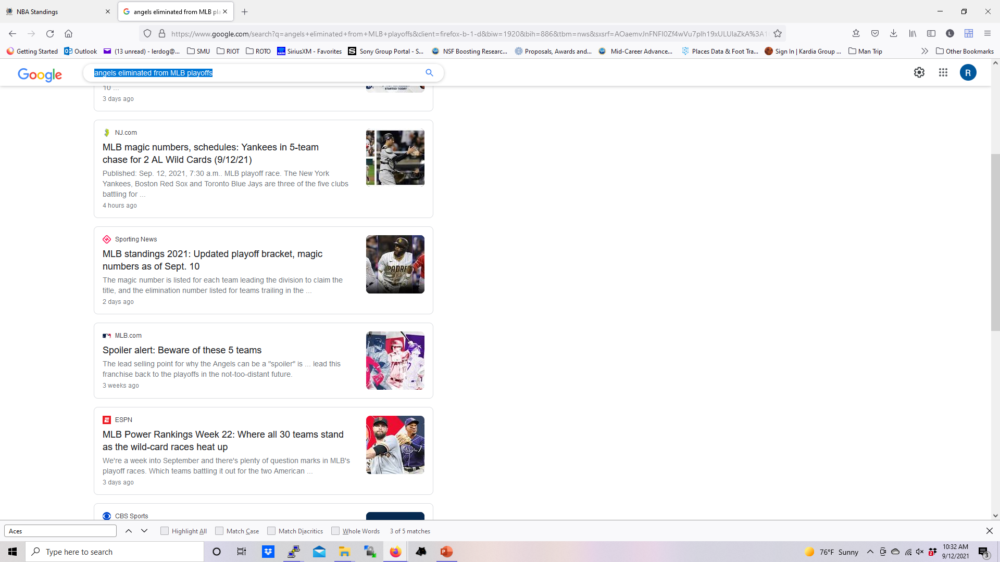 NBA Standings
angels eliminated from MLB pla
https://www.google.com/search?q=angels+eliminated+from+MLB+playoffs&client=firefox-b-1-d&biw=1920&bih=886&tbm=nws&sxsrf=AOaemvJnFNFI0Zf4wVu7plh19xULUlaZkA%3A1
Getting Started
Outlook
(13 unread) - lerdog@...
SMU
RIOT
ROTO
SiriusXM - Favorites
Sony Group Portal - S...
NSF Boosting Researc...
Proposals, Awards and...
Mid-Career Advance...
Places Data & Foot Tra...
Sign In | Kardia Group ...
Man Trip
Other Bookmarks
Google
angels eliminated from MLB playoffs
R
10 ...
STARTED TODAY
3 days ago
NJ.com
MLB magic numbers, schedules: Yankees in 5-team
chase for 2 AL Wild Cards (9/12/21)
Published: Sep. 12, 2021, 7:30 a.m.. MLB playoff race. The New York
Yankees, Boston Red Sox and Toronto Blue Jays are three of the five clubs
battling for ...
4 hours ago
Sporting News
MLB standings 2021: Updated playoff bracket, magic
numbers as of Sept. 10
The magic number is listed for each team leading the division to claim the
title, and the elimination number listed for teams trailing in the ...
2 days ago
PADRE
MLB.com
Spoiler alert: Beware of these 5 teams
The lead selling point for why the Angels can be a "spoiler" is ... lead this
franchise back to the playoffs in the not-too-distant future.
3 weeks ago
ESPN
MLB Power Rankings Week 22: Where all 30 teams stand
as the wild-card races heat up
We're a week into September and there's plenty of question marks in MLB's
playoff races. Which teams battling it out for the two American ...
3 days ago
CBS Sports
Aces
Highlight All
Match Case
Match Diacritics
Whole Words
3 of 5 matches
Type here to search
76°F Sunny
10:32 AM
9/12/2021
3